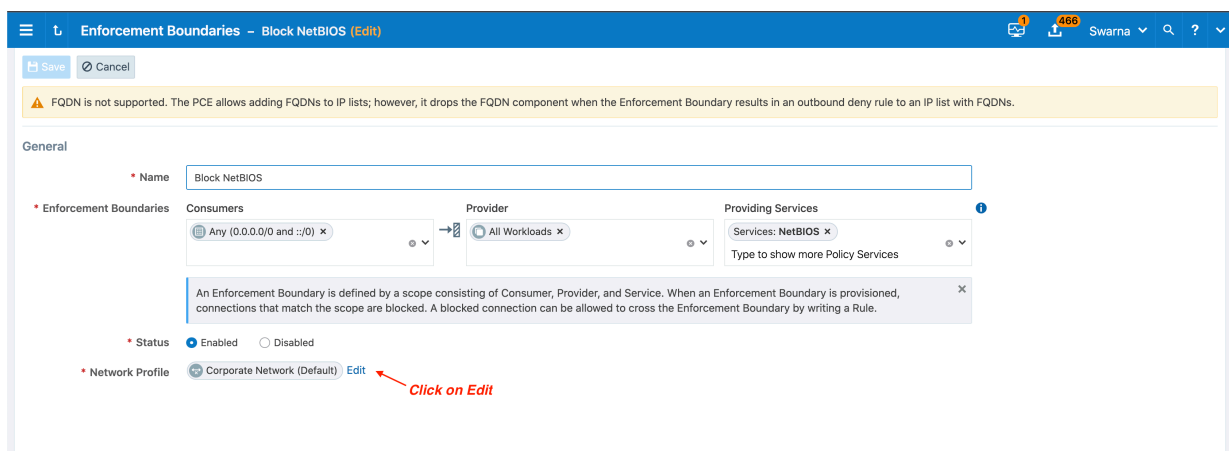 Enforcement Boundaries – Block NetBIOS (Edit)
1
466
Swarna
?
Save
Cancel
FQDN is not supported. The PCE allows adding FQDNs to IP lists; however, it drops the FQDN component when the Enforcement Boundary results in an outbound deny rule to an IP list with FQDNs.
General
* Name
Block NetBIOS
* Enforcement Boundaries
Consumers
Provider
Providing Services
Any (0.0.0.0/0 and ::/0) ×
All Workloads ×
Services: NetBIOS ×
Type to show more Policy Services
An Enforcement Boundary is defined by a scope consisting of Consumer, Provider, and Service. When an Enforcement Boundary is provisioned,
connections that match the scope are blocked. A blocked connection can be allowed to cross the Enforcement Boundary by writing a Rule.
* Status
Enabled
Disabled
* Network Profile
Corporate Network (Default)
Edit
Click on Edit